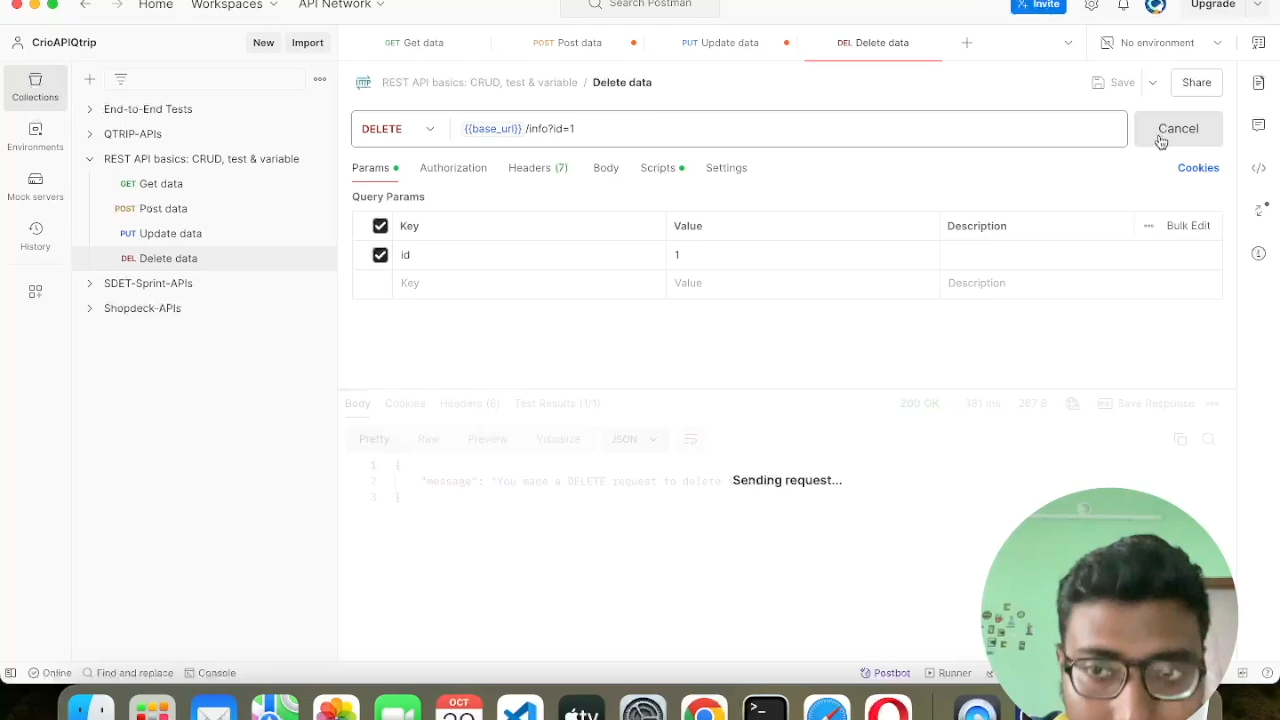 Home
Workspaces
API Network
Search Postman
Invite
Upgrade
CrioAPIQtrip
New
Import
GET Get data
POST Post data
PUT Update data
DEL Delete data
No environment
Collections
Environments
Mock servers
History
End-to-End Tests
QTRIP-APIs
REST API basics: CRUD, test & variable
GET Get data
POST Post data
PUT Update data
DEL Delete data
SDET-Sprint-APIs
Shopdeck-APIs
HTTP
REST API basics: CRUD, test & variable / Delete data
Save
Share
DELETE
{{base_url}} /info?id=1
Cancel
Params
Authorization
Headers (7)
Body
Scripts
Settings
Cookies
Query Params
Key
Value
Description
Bulk Edit
id
1
Key
Value
Description
Body
Cookies
Headers (6)
Test Results (1/1)
200 OK
381 ms
267 B
Save Response
Pretty
Raw
Preview
Visualize
JSON
1 {
2 "message": "You made a DELETE request to delete
3 }
Sending request...
Online
Find and replace
Console
Postbot
Runner
OCT
tv